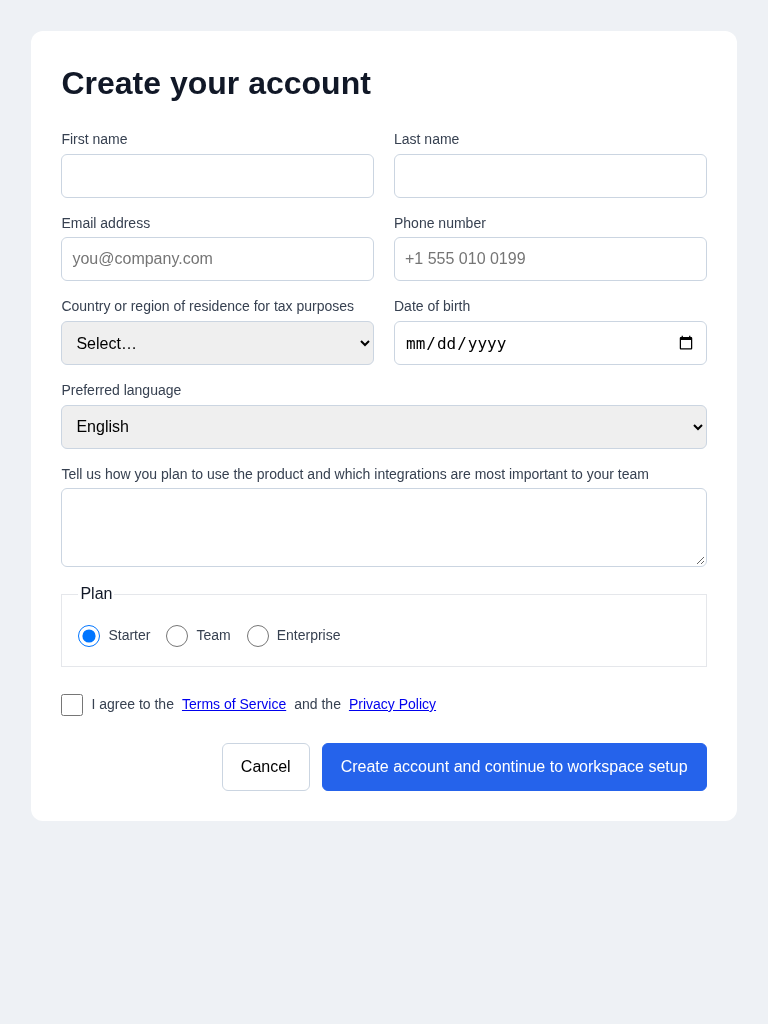 Create your account
First name
Last name
Email address
Phone number
you@company.com
+1 555 010 0199
Country or region of residence for tax purposes
Date of birth
Select…
mm/dd/yyyy
Preferred language
English
Tell us how you plan to use the product and which integrations are most important to your team
Plan
Starter
Team
Enterprise
I agree to the Terms of Service and the Privacy Policy
Cancel
Create account and continue to workspace setup